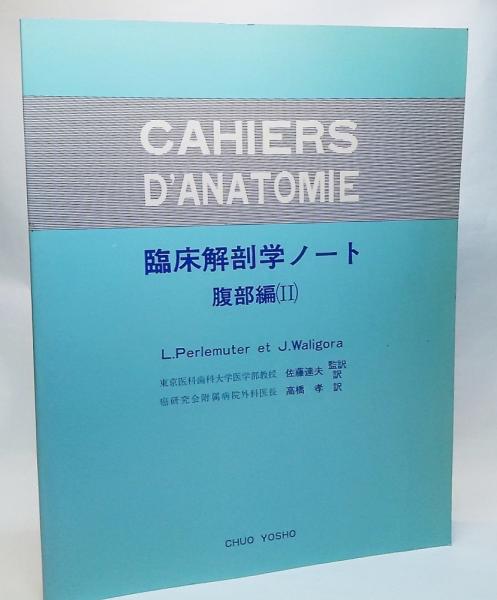 CAHIERS
D'ANATOMIE
臨床解剖学ノート
腹部編(II)
L.Perlemuter et J.Waligora
東京医科歯科大学医学部教授 佐藤達夫 監訳 訳
癌研究会附属病院外科医長 高橋 孝 訳
CHUO YOSHO